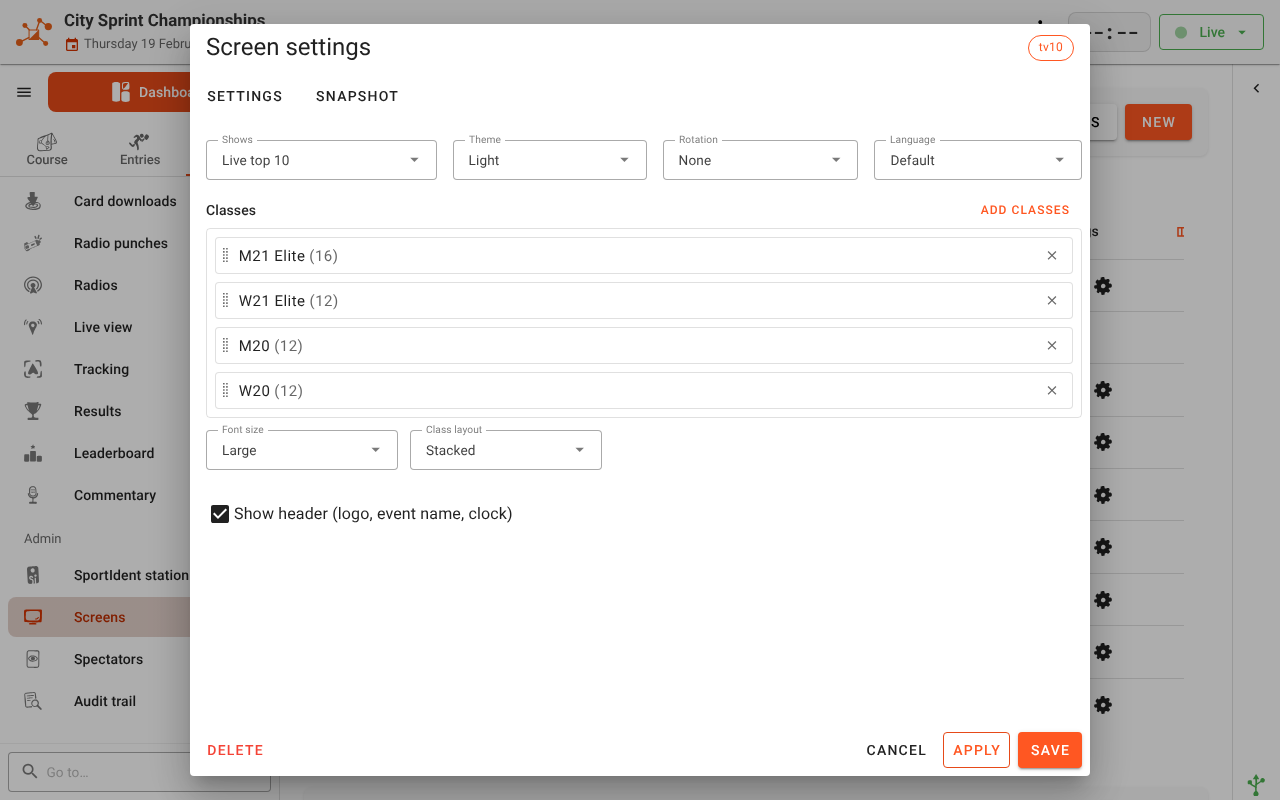 City Sprint Championships
Thursday 19 Febru
--:--
Live
Dashboa
Course
Entries
Card downloads
Radio punches
Radios
Live view
Tracking
Results
Leaderboard
Commentary
Admin
SportIdent station
Screens
Spectators
Audit trail
Go to…
S
NEW
s
Screen settings
tv10
SETTINGS
SNAPSHOT
Shows
Live top 10
Theme
Light
Rotation
None
Language
Default
Classes
ADD CLASSES
M21 Elite (16)
W21 Elite (12)
M20 (12)
W20 (12)
Font size
Large
Class layout
Stacked
Show header (logo, event name, clock)
DELETE
CANCEL
APPLY
SAVE